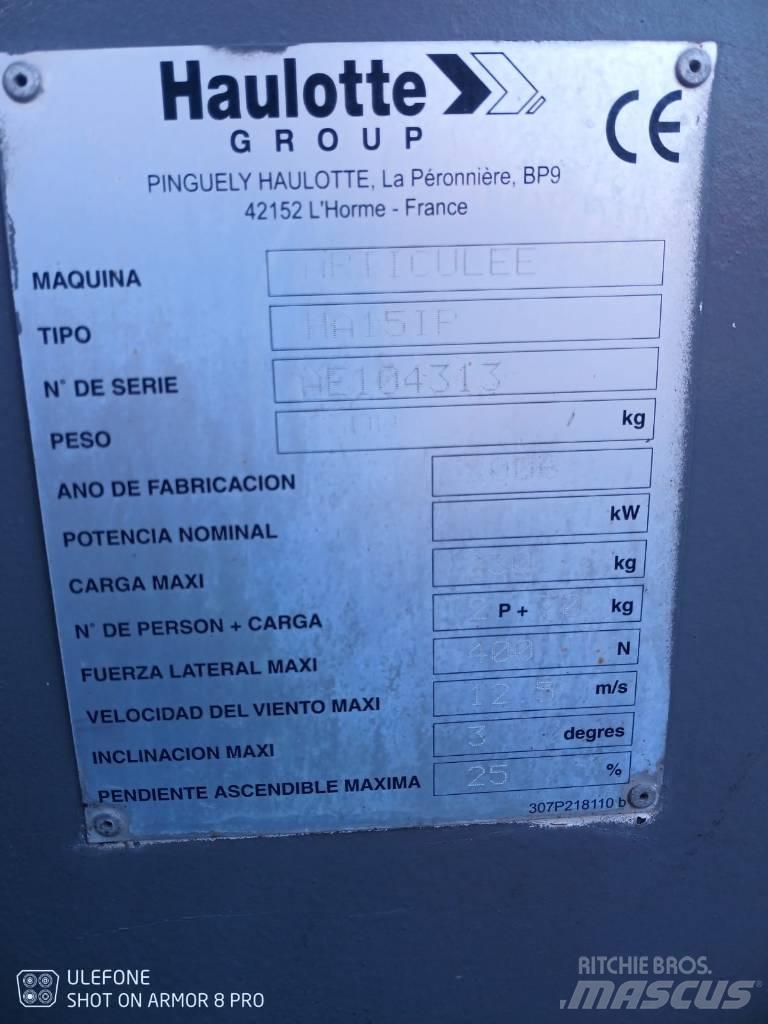 Haulotte
GROUP
CE
PINGUELY HAULOTTE, La Péronnière, BP9
42152 L'Horme - France
MAQUINA ARTICULEE
TIPO HA15IP
N° DE SERIE AE104313
PESO kg
ANO DE FABRICACION
POTENCIA NOMINAL kW
CARGA MAXI kg
N° DE PERSON + CARGA 2 P + kg
FUERZA LATERAL MAXI 400 N
VELOCIDAD DEL VIENTO MAXI 12 5 m/s
INCLINACION MAXI 3 degres
PENDIENTE ASCENDIBLE MAXIMA 25 %
307P218110 b
ULEFONE
SHOT ON ARMOR 8 PRO
RITCHIE BROS.
MASCUS